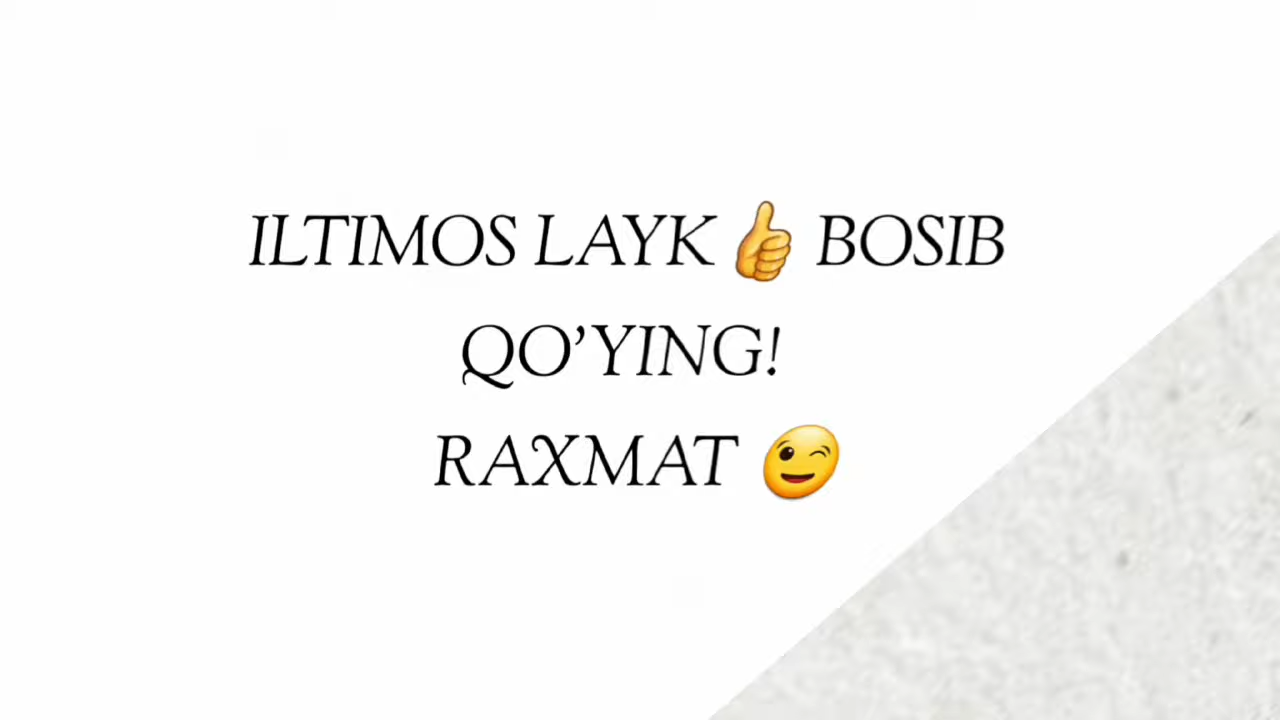 ILTIMOS LAYK 👍 BOSIB
QO’YING!
RAXMAT 😉